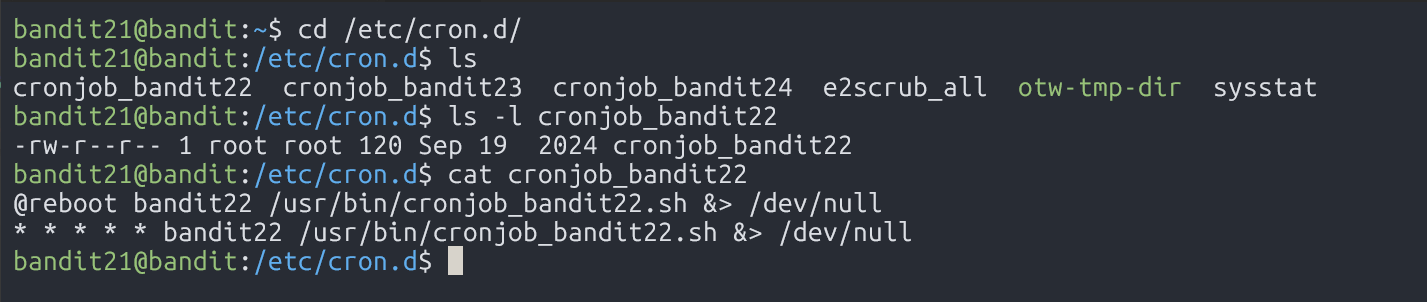 bandit21@bandit:~$ cd /etc/cron.d/
bandit21@bandit:/etc/cron.d$ ls
cronjob_bandit22  cronjob_bandit23  cronjob_bandit24  e2scrub_all  otw-tmp-dir  sysstat
bandit21@bandit:/etc/cron.d$ ls -l cronjob_bandit22
-rw-r--r-- 1 root root 120 Sep 19  2024 cronjob_bandit22
bandit21@bandit:/etc/cron.d$ cat cronjob_bandit22
@reboot bandit22 /usr/bin/cronjob_bandit22.sh &> /dev/null
* * * * * bandit22 /usr/bin/cronjob_bandit22.sh &> /dev/null
bandit21@bandit:/etc/cron.d$